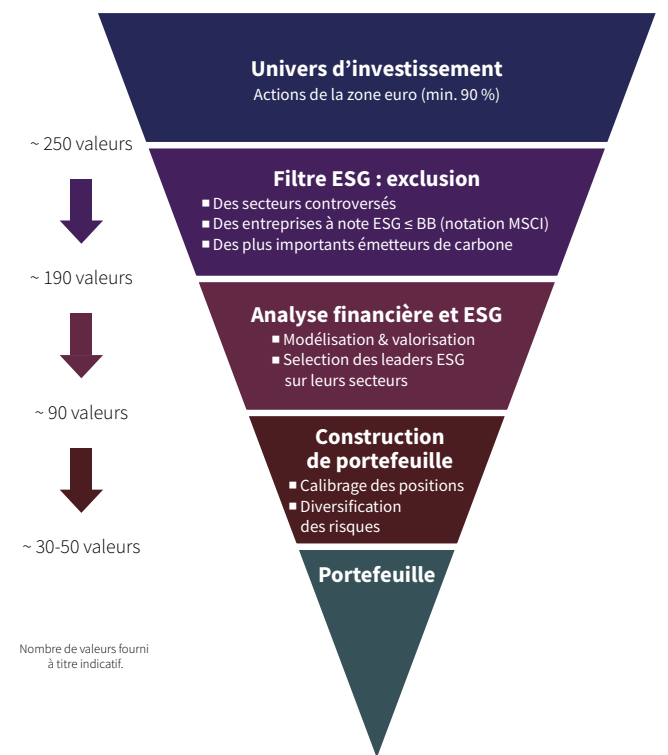 Univers d’investissement
Actions de la zone euro (min. 90 %)
~ 250 valeurs
Filtre ESG : exclusion
■ Des secteurs controversés
■ Des entreprises à note ESG ≤ BB (notation MSCI)
■ Des plus importants émetteurs de carbone
~ 190 valeurs
Analyse financière et ESG
■ Modélisation & valorisation
■ Selection des leaders ESG
sur leurs secteurs
~ 90 valeurs
Construction
de portefeuille
■ Calibrage des positions
■ Diversification
des risques
~ 30-50 valeurs
Portefeuille
Nombre de valeurs fourni
à titre indicatif.